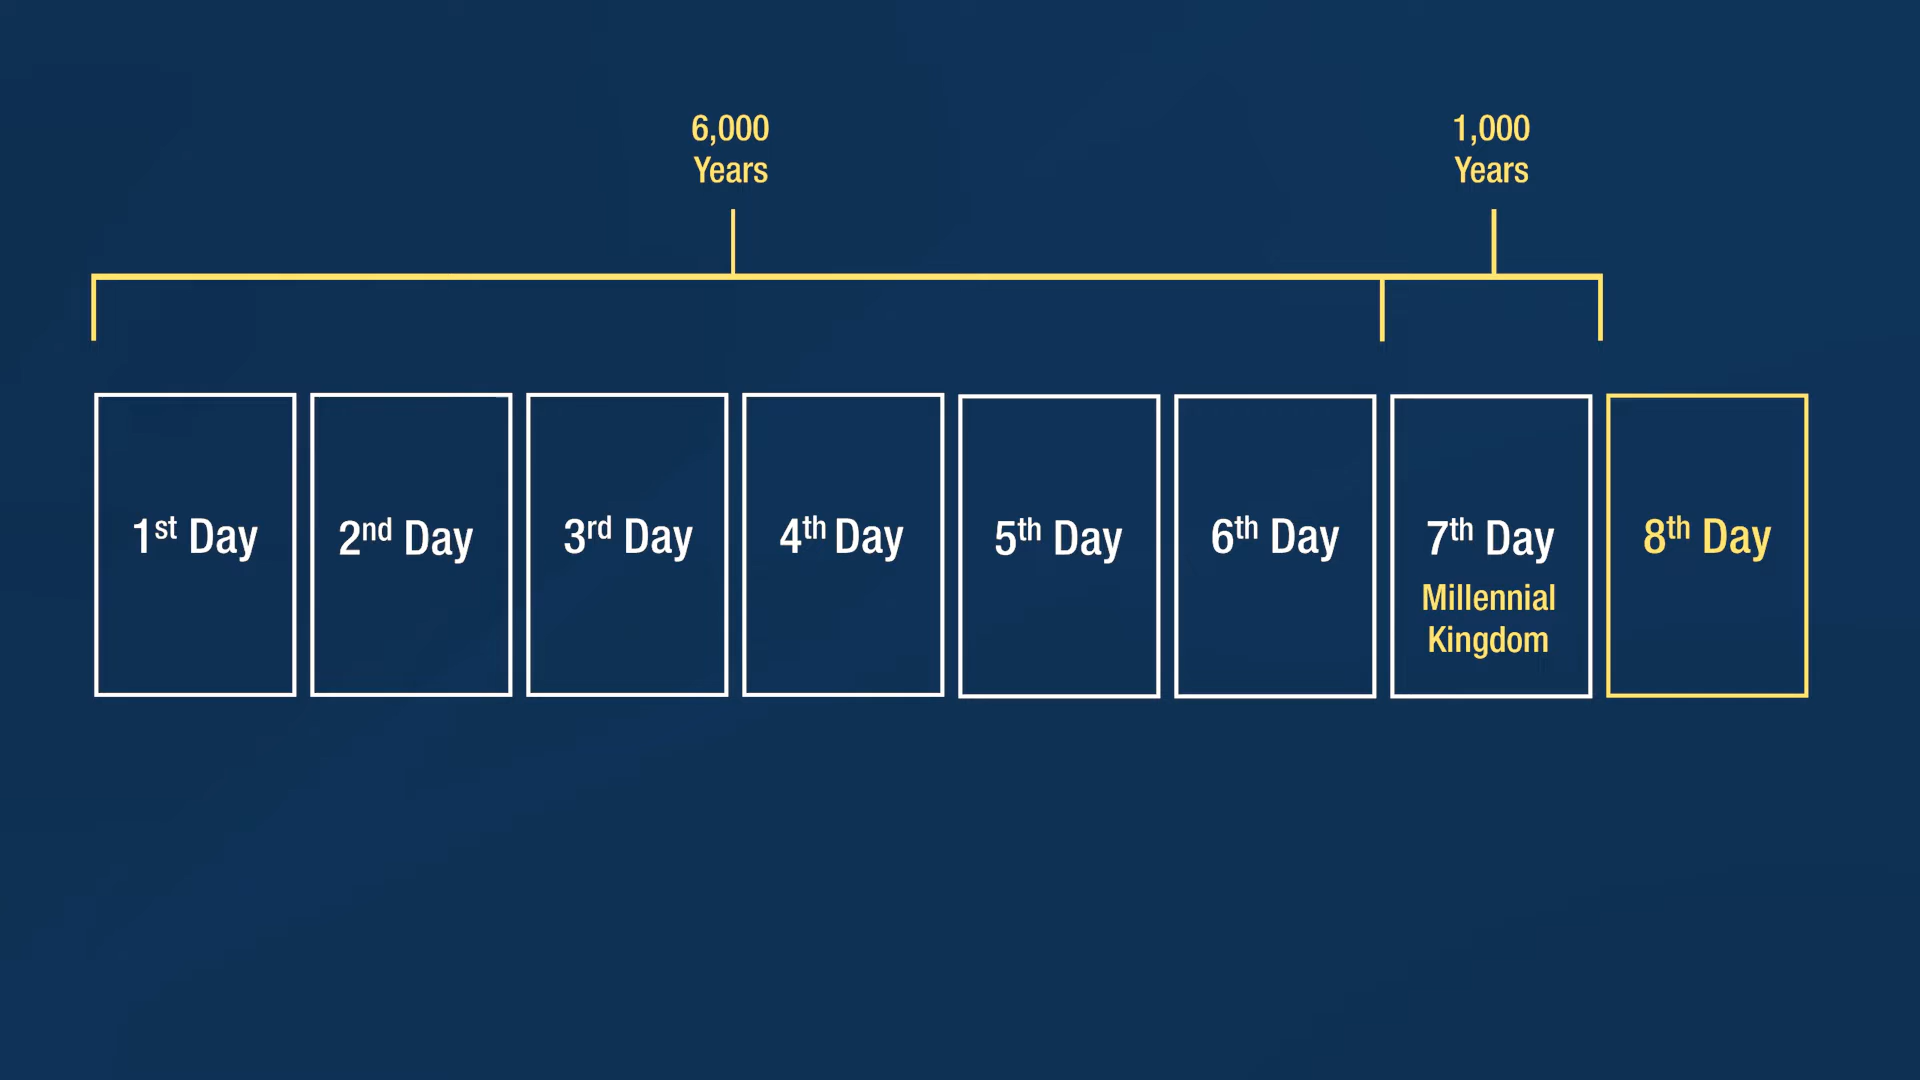 6,000
Years
1,000
Years
1st Day
2nd Day
3rd Day
4th Day
5th Day
6th Day
7th Day
Millennial
Kingdom
8th Day